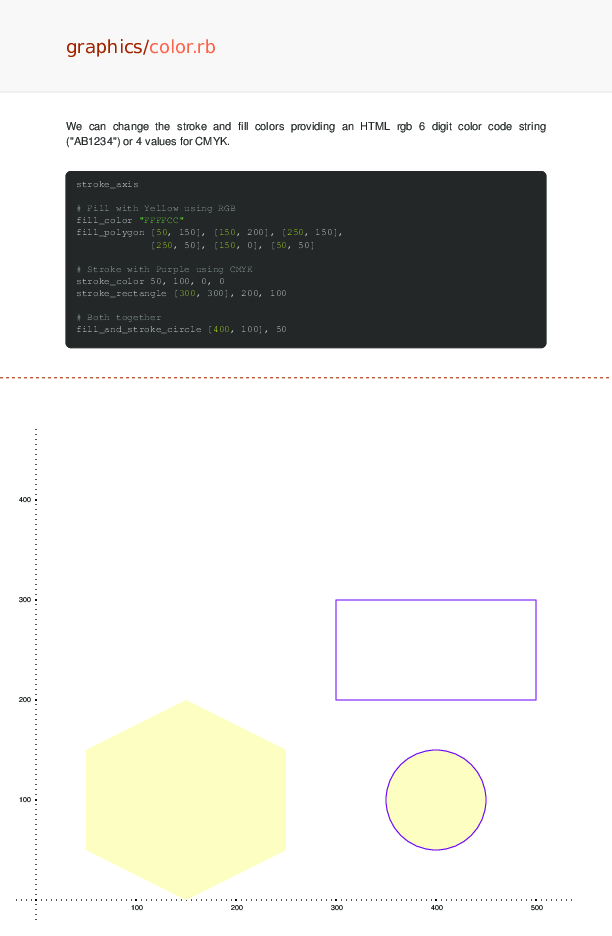 graphics/color.rb
We can change the stroke and fill colors providing an HTML rgb 6 digit color code string
("AB1234") or 4 values for CMYK.
stroke_axis
# Fill with Yellow using RGB
fill_color "FFFFCC"
fill_polygon [50, 150], [150, 200], [250, 150],
[250, 50], [150, 0], [50, 50]
# Stroke with Purple using CMYK
stroke_color 50, 100, 0, 0
stroke_rectangle [300, 300], 200, 100
# Both together
fill_and_stroke_circle [400, 100], 50
400
300
200
100
100 200 300 400 500